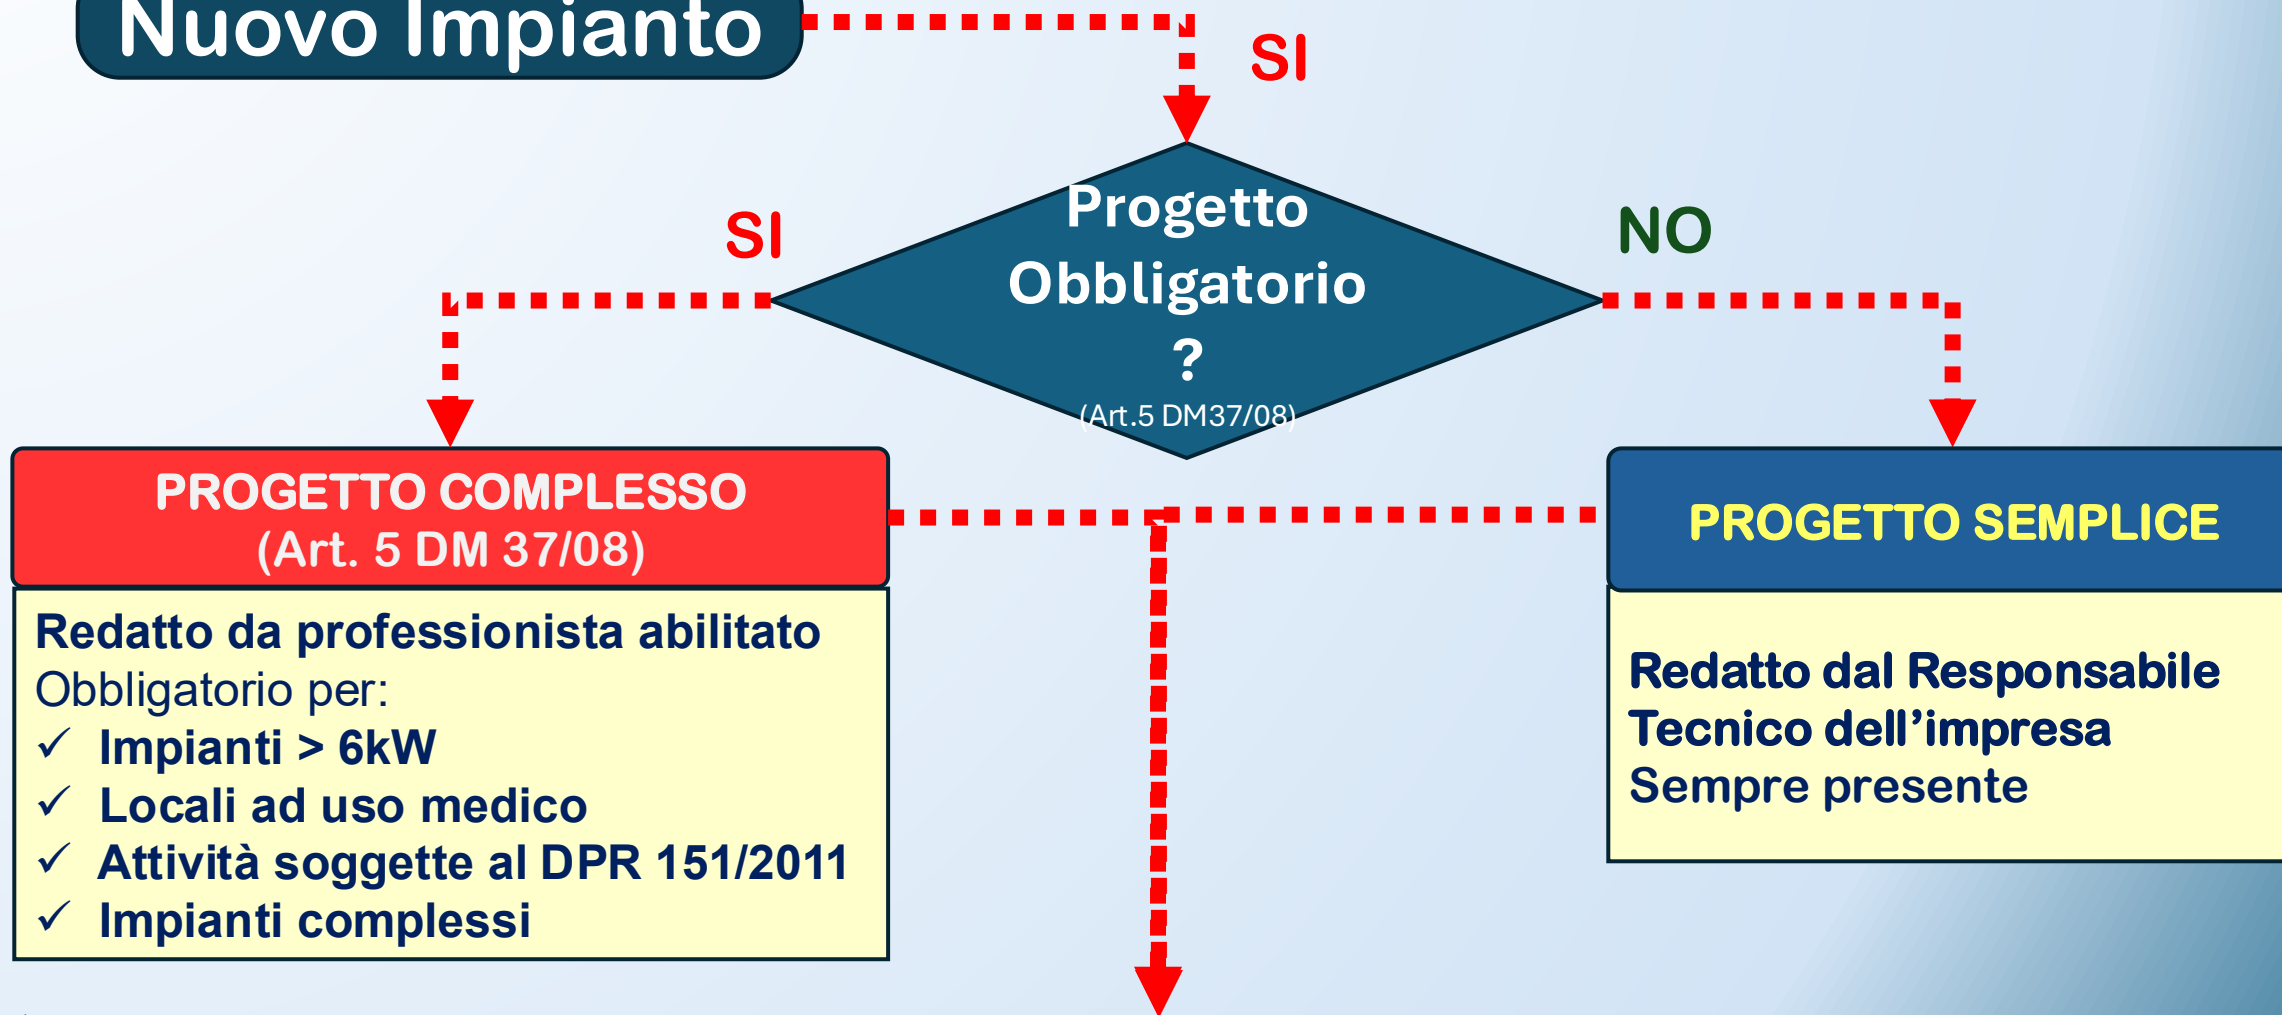 Nuovo Impianto
SI
Progetto
Obbligatorio
?
(Art.5 DM37/08)
SI
NO
PROGETTO COMPLESSO
(Art. 5 DM 37/08)
Redatto da professionista abilitato
Obbligatorio per:
✓ Impianti > 6kW
✓ Locali ad uso medico
✓ Attività soggette al DPR 151/2011
✓ Impianti complessi
PROGETTO SEMPLICE
Redatto dal Responsabile
Tecnico dell’impresa
Sempre presente